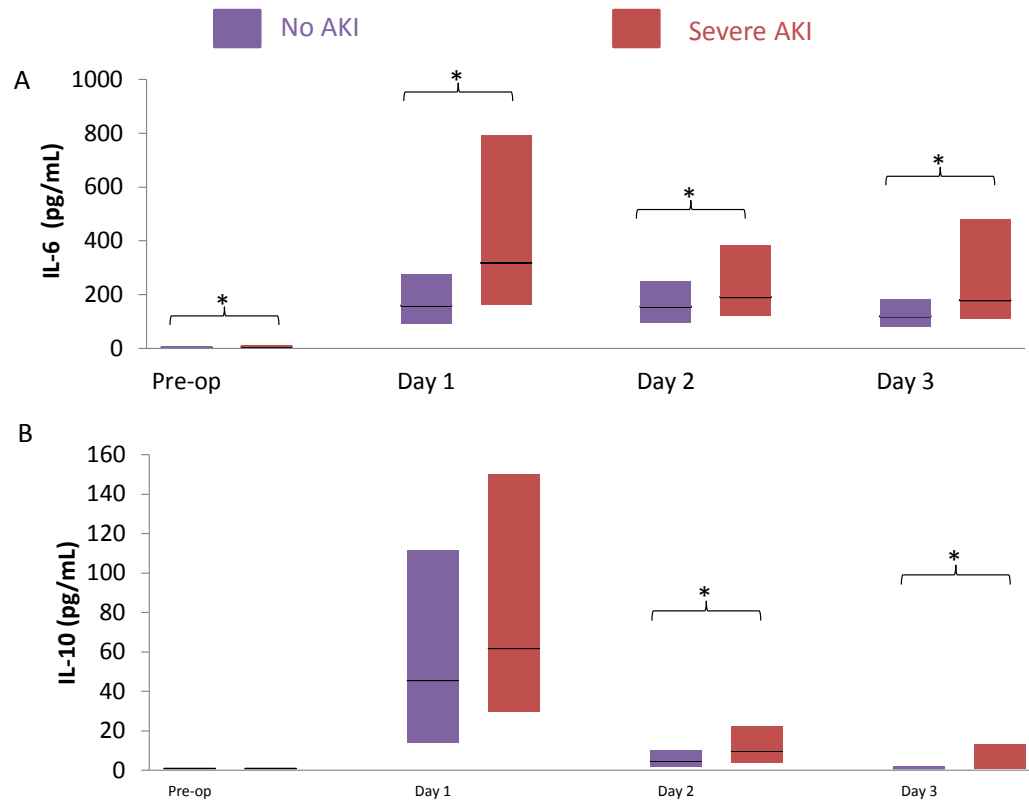 No AKI
Severe AKI
A
1000
800
600
400
200
0
IL-6 (pg/mL)
*
*
*
*
Pre-op
Day 1
Day 2
Day 3
B
160
140
120
100
80
60
40
20
0
IL-10 (pg/mL)
*
*
Pre-op
Day 1
Day 2
Day 3